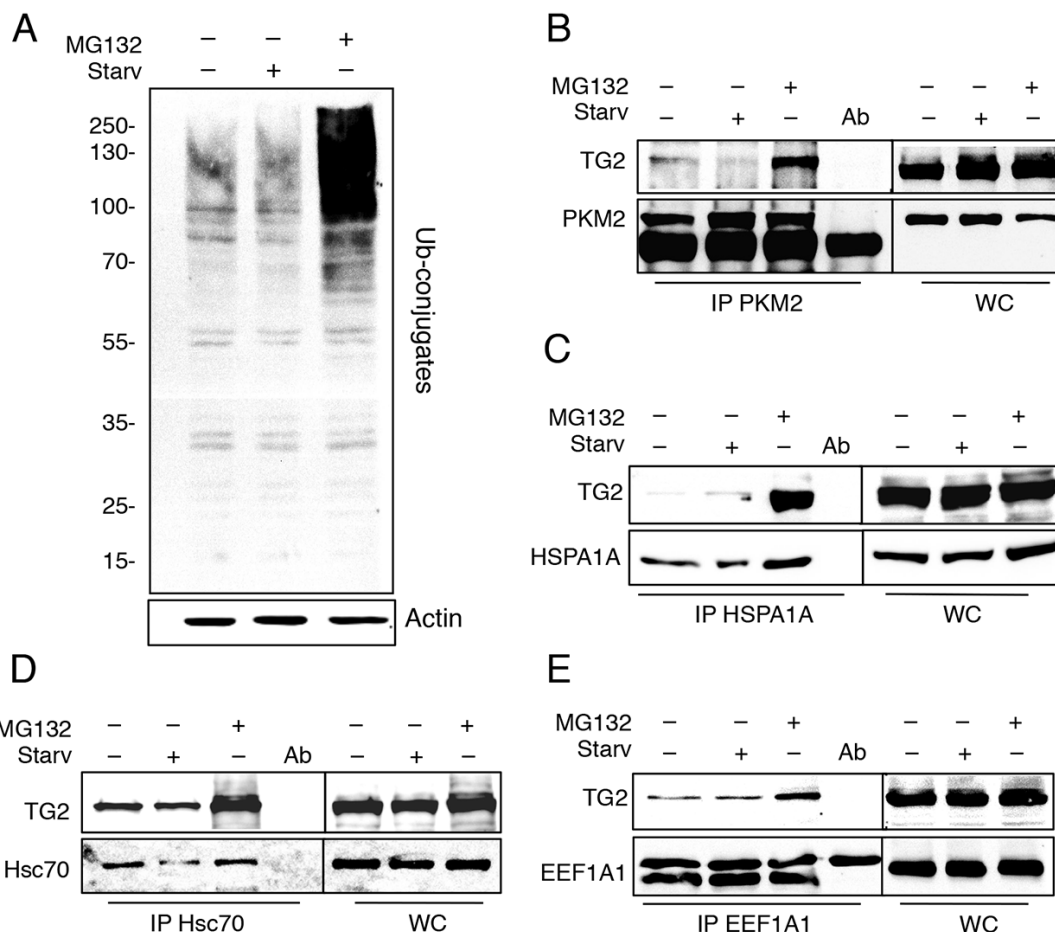 A
MG132 – – +
Starv – + –
250-
130-
100-
70-
55-
35-
25-
15-
Ub-conjugates
Actin
B
MG132 – – + – – +
Starv – + – Ab – + –
TG2
PKM2
IP PKM2 WC
C
MG132 – – + – – +
Starv – + – Ab – + –
TG2
HSPA1A
IP HSPA1A WC
D
MG132 – – + – – +
Starv – + – Ab – + –
TG2
Hsc70
IP Hsc70 WC
E
MG132 – – + – – +
Starv – + – Ab – + –
TG2
EEF1A1
IP EEF1A1 WC